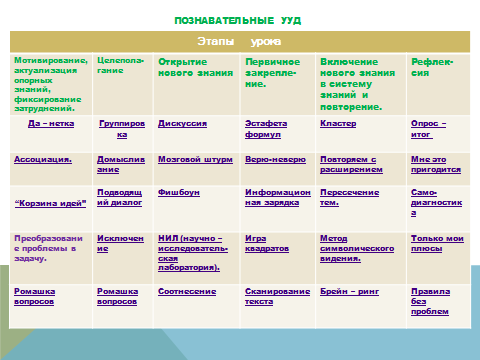 ПОЗНАВАТЕЛЬНЫЕ УУД
Этапы урока
Мотивирование,
актуализация
опорных
знаний,
фиксирование
затруднений.
Целепола-
гание
Открытие
нового знания
Первичное
закрепле-
ние.
Включение
нового знания
в систему
знаний и
повторение.
Рефлек-
сия
Да – нетка
Группиров
ка
Дискуссия
Эстафета
формул
Кластер
Опрос –
итог
Ассоциация.
Домыслив
ание
Мозговой штурм
Верю-неверю
Повторяем с
расширением
Мне это
пригодится
“Корзина идей”
Подводящ
ий диалог
Фишбоун
Информацион
ная зарядка
Пересечение
тем.
Само-
диагностик
а
Преобразовани
е проблемы в
задачу.
Исключен
ие
НИЛ (научно –
исследователь-
ская
лаборатория).
Игра
квадратов
Метод
символического
видения.
Только мои
плюсы
Ромашка
вопросов
Ромашка
вопросов
Соотнесение
Сканирование
текста
Брейн – ринг
Правила
без
проблем